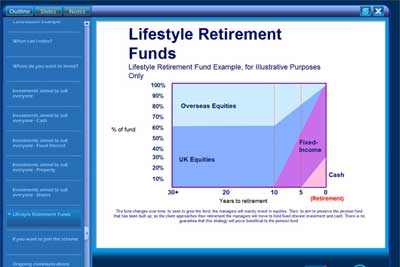 Outline
Slides
Notes
When can I retire?
Where do you want to invest?
Investments aimed to suit
everyone
Investments aimed to suit
everyone - Cash
Investments aimed to suit
everyone - Fixed Interest
Investments aimed to suit
everyone - Property
Investments aimed to suit
everyone - Shares
Lifestyle Retirement Funds
If you want to join the scheme
Ongoing communications
Lifestyle Retirement
Funds
Lifestyle Retirement Fund Example, for Illustrative Purposes
Only
100%
90%
80%
70%
60%
50%
40%
30%
20%
10%
% of fund
Overseas Equities
UK Equities
Fixed-
Income
Cash
30+ 20 10 5 0
Years to retirement
(Retirement)
The fund changes over time: to seek to grow the fund, the managers will mainly invest in equities. Then, to aim to preserve the pension fund
that has been built up, as the client approaches their retirement the managers will move to hold fixed interest investment and cash. There is no
guarantee that this strategy will prove beneficial to the pension fund